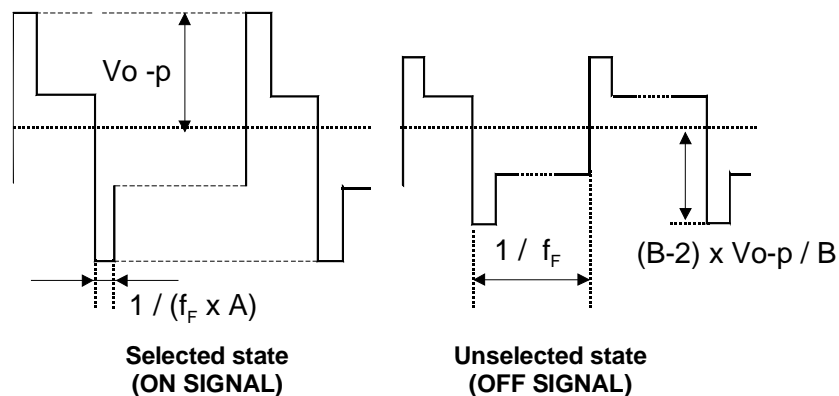 Vo -p
1 / (fF x A)
1 / fF
(B-2) x Vo-p / B
Selected state
(ON SIGNAL)
Unselected state
(OFF SIGNAL)